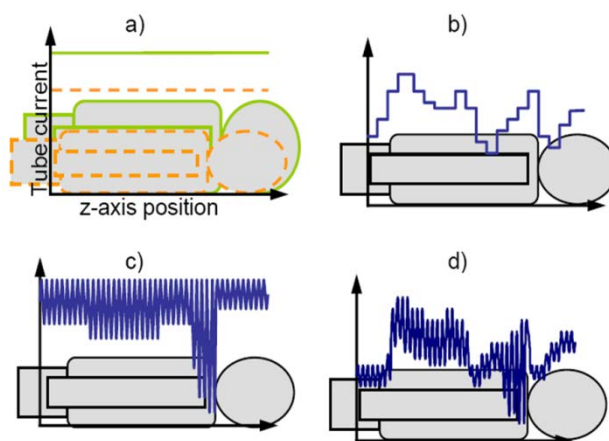 a)
b)
Tube current
z-axis position
c)
d)